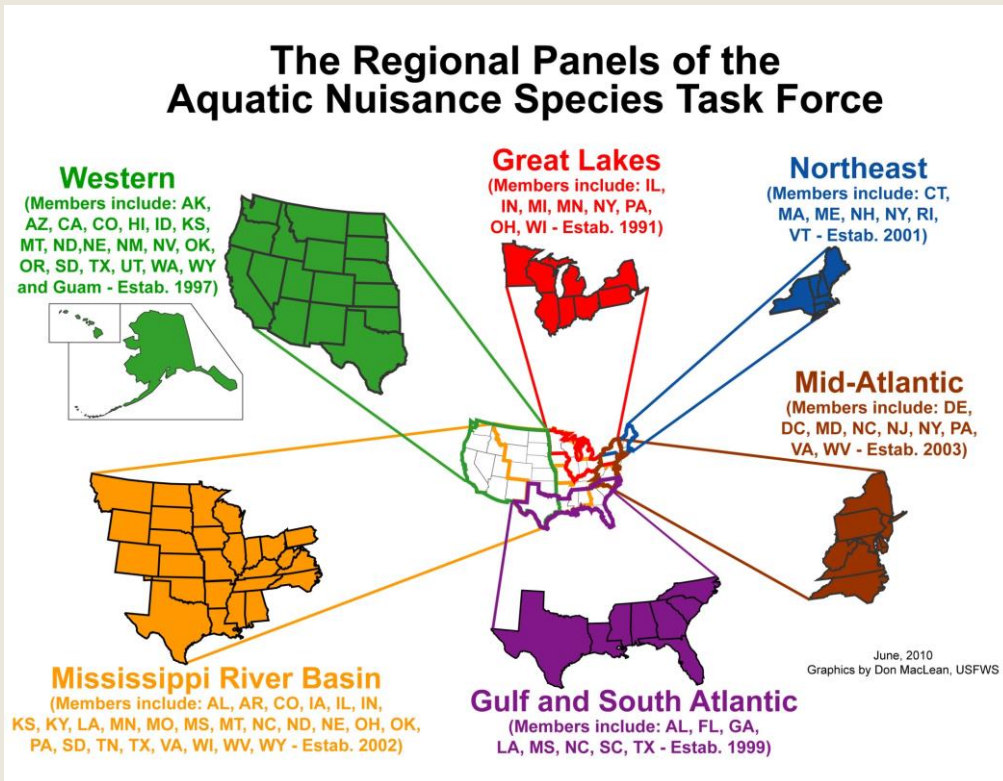 The Regional Panels of the
Aquatic Nuisance Species Task Force
Western
(Members include: AK,
AZ, CA, CO, HI, ID, KS,
MT, ND,NE, NM, NV, OK,
OR, SD, TX, UT, WA, WY
and Guam - Estab. 1997)
Great Lakes
(Members include: IL,
IN, MI, MN, NY, PA,
OH, WI - Estab. 1991)
Northeast
(Members include: CT,
MA, ME, NH, NY, RI,
VT - Estab. 2001)
Mid-Atlantic
(Members include: DE,
DC, MD, NC, NJ, NY, PA,
VA, WV - Estab. 2003)
Mississippi River Basin
(Members include: AL, AR, CO, IA, IL, IN,
KS, KY, LA, MN, MO, MS, MT, NC, ND, NE, OH, OK,
PA, SD, TN, TX, VA, WI, WV, WY - Estab. 2002)
Gulf and South Atlantic
(Members include: AL, FL, GA,
LA, MS, NC, SC, TX - Estab. 1999)
June, 2010
Graphics by Don MacLean, USFWS